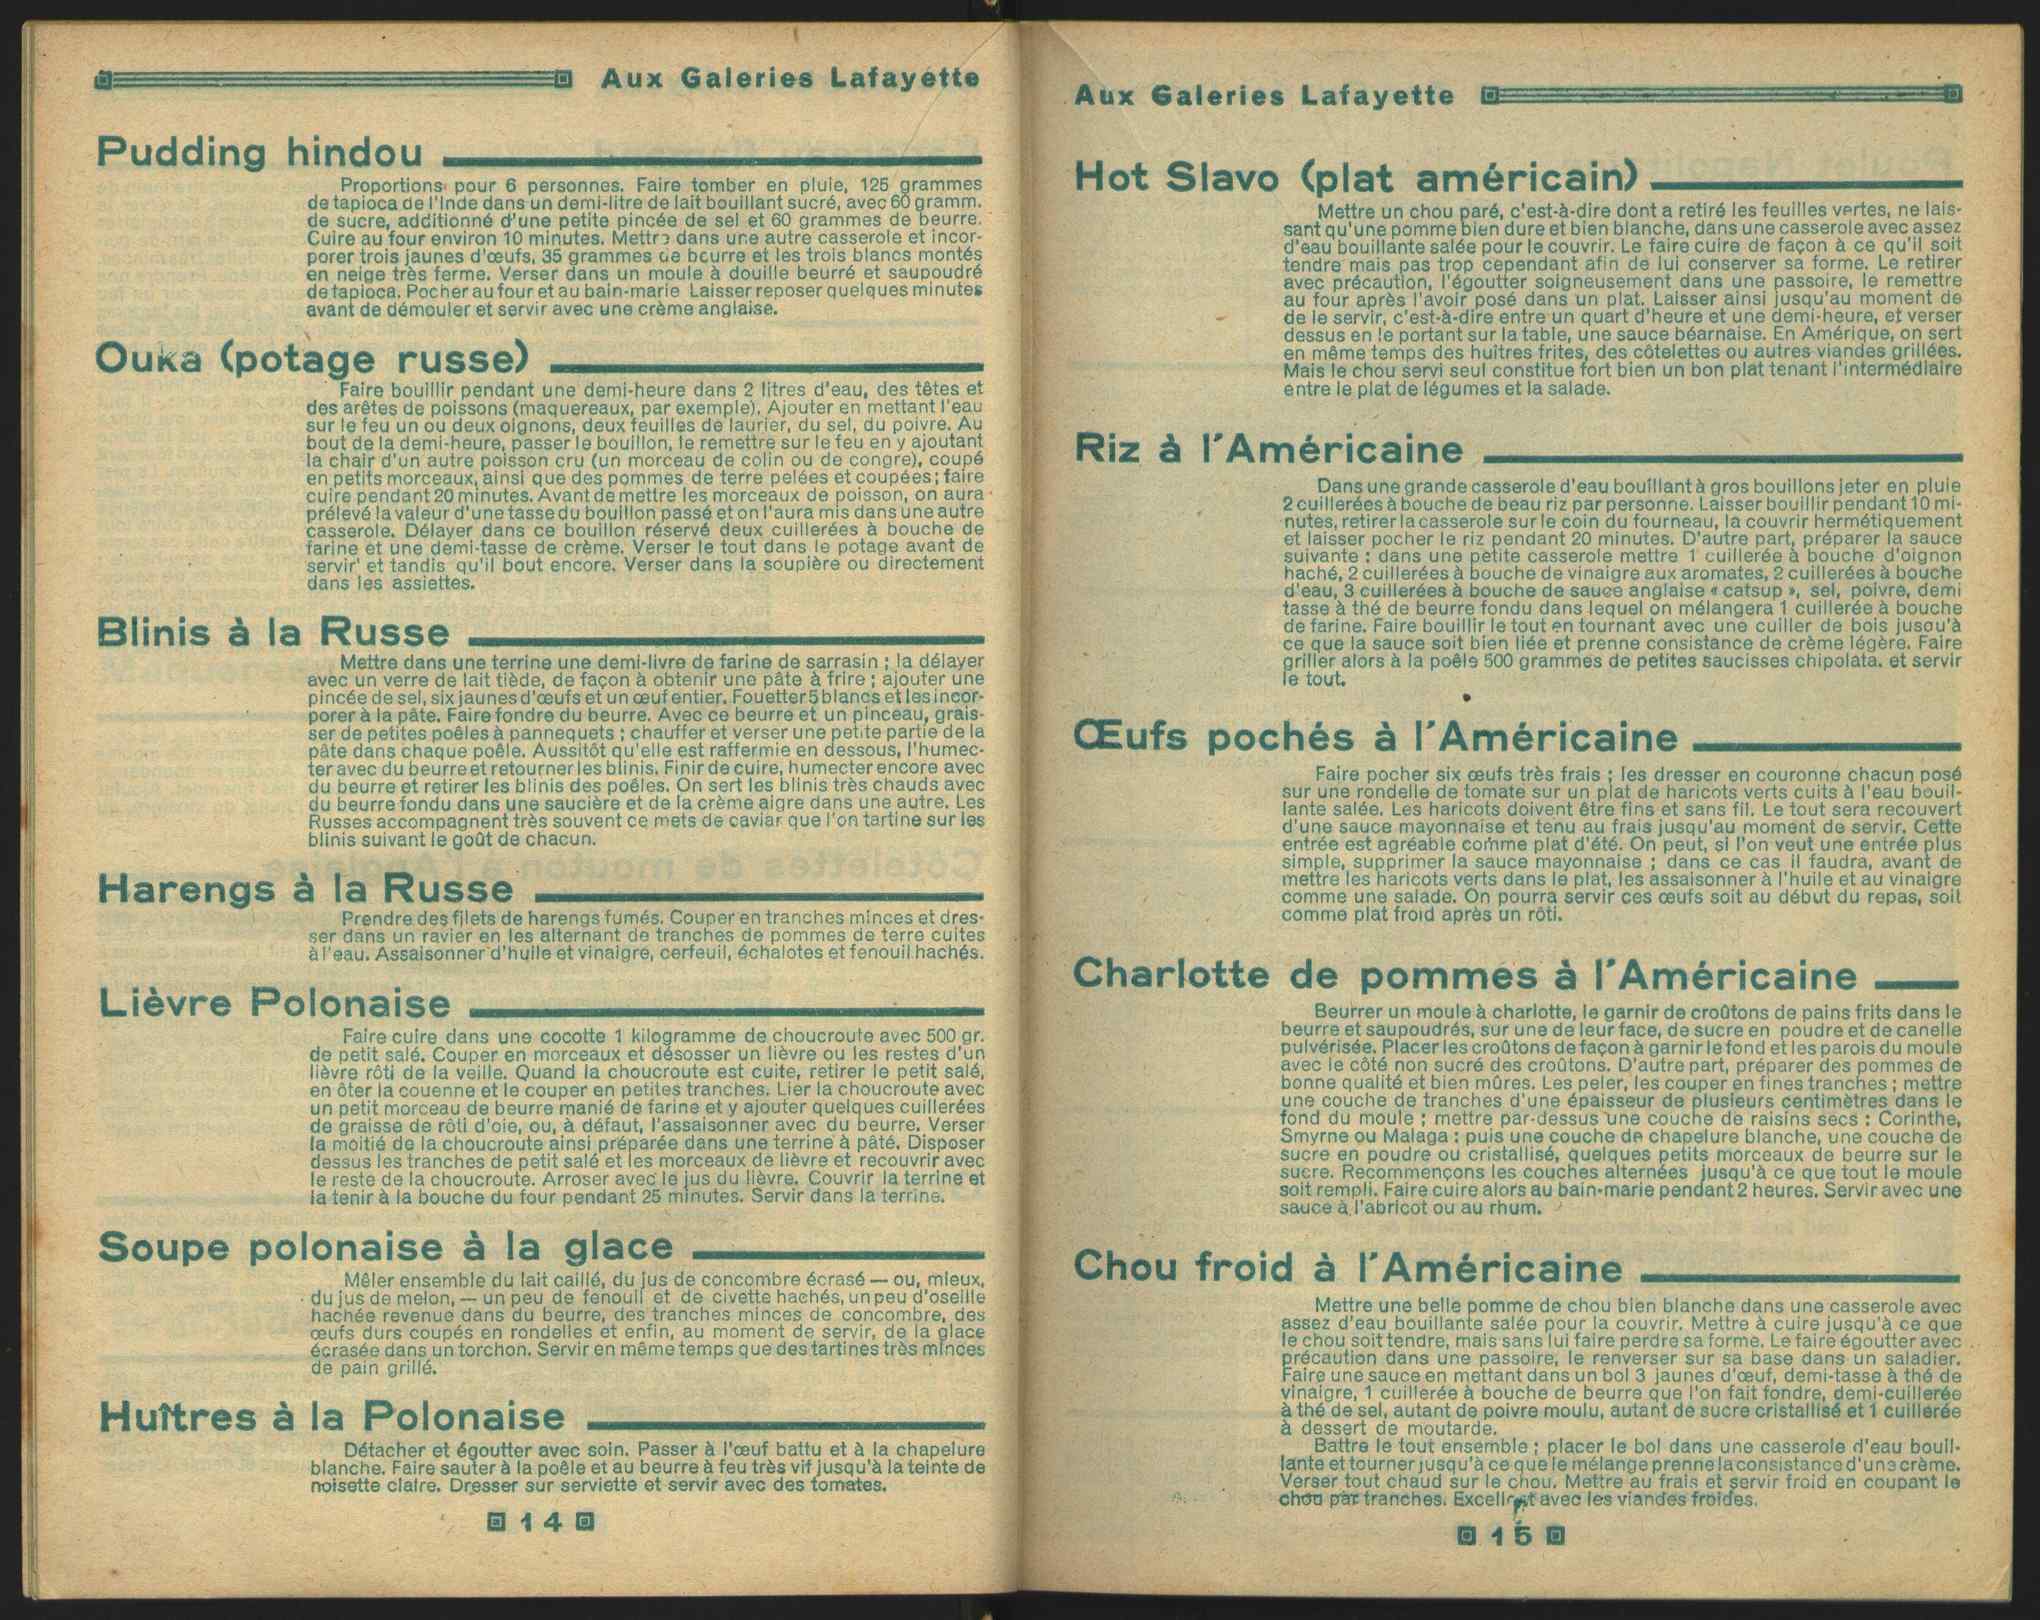 Aux Galeries Lafayette
Pudding hindou
Proportions pour 6 personnes. Faire tomber en pluie, 125 grammes
de tapioca de l'Inde dans un demi-litre de lait bouillant sucré, avec 60 gramm.
de sucre, additionné d'une petite pincée de sel et 60 grammes de beurre.
Cuire au four environ 10 minutes. Mettre dans une autre casserole et incor-
porer trois jaunes d'œufs, 35 grammes de beurre et les trois blancs montés
en neige très ferme. Verser dans un moule à douille beurré et saupoudré
de tapioca. Pocher au four et au bain-marie Laisser reposer quelques minutes
avant de démouler et servir avec une crème anglaise.
Ouka (potage russe)
Faire bouillir pendant une demi-heure dans 2 litres d'eau, des têtes et
des arêtes de poissons (maquereaux, par exemple). Ajouter en mettant l'eau
sur le feu un ou deux oignons, deux feuilles de laurier, du sel, du poivre. Au
bout de la demi-heure, passer le bouillon, le remettre sur le feu en y ajoutant
la chair d'un autre poisson cru (un morceau de colin ou de congre), coupé
en petits morceaux, ainsi que des pommes de terre pelées et coupées; faire
cuire pendant 20 minutes. Avant de mettre les morceaux de poisson, on aura
prélevé la valeur d'une tasse du bouillon passé et on l'aura mis dans une autre
casserole. Délayer dans ce bouillon réservé deux cuillerées à bouche de
farine et une demi-tasse de crème. Verser le tout dans le potage avant de
servir et tandis qu'il bout encore. Verser dans la soupière ou directement
dans les assiettes.
Blinis à la Russe
Mettre dans une terrine une demi-livre de farine de sarrasin ; la délayer
avec un verre de lait tiède, de façon à obtenir une pâte à frire ; ajouter une
pincée de sel, six jaunes d'œufs et un œuf entier. Fouetter 5 blancs et les incor-
porer à la pâte. Faire fondre du beurre. Avec ce beurre et un pinceau, grais-
ser de petites poêles à pannequets ; chauffer et verser une petite partie de la
pâte dans chaque poêle. Aussitôt qu'elle est raffermie en dessous, l'humec-
ter avec du beurre et retourner les blinis. Finir de cuire, humecter encore avec
du beurre et retirer les blinis des poêles. On sert les blinis très chauds avec
du beurre fondu dans une saucière et de la crème aigre dans une autre. Les
Russes accompagnent très souvent ce mets de caviar que l'on tartine sur les
blinis suivant le goût de chacun.
Harengs à la Russe
Prendre des filets de harengs fumés. Couper en tranches minces et dres-
ser dans un ravier en les alternant de tranches de pommes de terre cuites
à l'eau. Assaisonner d'huile et vinaigre, cerfeuil, échalotes et fenouil hachés.
Lièvre Polonaise
Faire cuire dans une cocotte 1 kilogramme de choucroute avec 500 gr.
de petit salé. Couper en morceaux et désosser un lièvre ou les restes d'un
lièvre rôti de la veille. Quand la choucroute est cuite, retirer le petit salé,
en ôter la couenne et le couper en petites tranches. Lier la choucroute avec
un petit morceau de beurre manié de farine et y ajouter quelques cuillerées
de graisse de rôti d'oie, ou, à défaut, l'assaisonner avec du beurre. Verser
la moitié de la choucroute ainsi préparée dans une terrine à pâté. Disposer
dessus les tranches de petit salé et les morceaux de lièvre et recouvrir avec
le reste de la choucroute. Arroser avec le jus du lièvre. Couvrir la terrine et
la tenir à la bouche du four pendant 25 minutes. Servir dans la terrine.
Soupe polonaise à la glace
Mêler ensemble du lait caillé, du jus de concombre écrasé — ou, mieux,
du jus de melon, — un peu de fenouil et de civette hachés, un peu d'oseille
hachée revenue dans du beurre, des tranches minces de concombre, des
œufs durs coupés en rondelles et enfin, au moment de servir, de la glace
écrasée dans un torchon. Servir en même temps que des tartines très minces
de pain grillé.
Huîtres à la Polonaise
Détacher et égoutter avec soin. Passer à l'œuf battu et à la chapelure
blanche. Faire sauter à la poêle et au beurre à feu très vif jusqu'à la teinte de
noisette claire. Dresser sur serviette et servir avec des tomates.
14
Aux Galeries Lafayette
Hot Slavo (plat américain)
Mettre un chou paré, c'est-à-dire dont a retiré les feuilles vertes, ne lais-
sant qu'une pomme bien dure et bien blanche, dans une casserole avec assez
d'eau bouillante salée pour le couvrir. Le faire cuire de façon à ce qu'il soit
tendre mais pas trop cependant afin de lui conserver sa forme. Le retirer
avec précaution, l'égoutter soigneusement dans une passoire, le remettre
au four après l'avoir posé dans un plat. Laisser ainsi jusqu'au moment de
de le servir, c'est-à-dire entre un quart d'heure et une demi-heure, et verser
dessus en le portant sur la table, une sauce béarnaise. En Amérique, on sert
en même temps des huîtres frites, des côtelettes ou autres viandes grillées.
Mais le chou servi seul constitue fort bien un bon plat tenant l'intermédiaire
entre le plat de légumes et la salade.
Riz à l'Américaine
Dans une grande casserole d'eau bouillant à gros bouillons jeter en pluie
2 cuillerées à bouche de beau riz par personne. Laisser bouillir pendant 10 mi-
nutes, retirer la casserole sur le coin du fourneau, la couvrir hermétiquement
et laisser pocher le riz pendant 20 minutes. D'autre part, préparer la sauce
suivante : dans une petite casserole mettre 1 cuillerée à bouche d'oignon
haché, 2 cuillerées à bouche de vinaigre aux aromates, 2 cuillerées à bouche
d'eau, 3 cuillerées à bouche de sauce anglaise « catsup », sel, poivre, demi
tasse à thé de beurre fondu dans lequel on mélangera 1 cuillerée à bouche
de farine. Faire bouillir le tout en tournant avec une cuiller de bois jusqu'à
ce que la sauce soit bien liée et prenne consistance de crème légère. Faire
griller alors à la poêle 500 grammes de petites saucisses chipolata. et servir
le tout.
Œufs pochés à l'Américaine
Faire pocher six œufs très frais ; les dresser en couronne chacun posé
sur une rondelle de tomate sur un plat de haricots verts cuits à l'eau bouil-
lante salée. Les haricots doivent être fins et sans fil. Le tout sera recouvert
d'une sauce mayonnaise et tenu au frais jusqu'au moment de servir. Cette
entrée est agréable comme plat d'été. On peut, si l'on veut une entrée plus
simple, supprimer la sauce mayonnaise ; dans ce cas il faudra, avant de
mettre les haricots verts dans le plat, les assaisonner à l'huile et au vinaigre
comme une salade. On pourra servir ces œufs soit au début du repas, soit
comme plat froid après un rôti.
Charlotte de pommes à l'Américaine
Beurrer un moule à charlotte, le garnir de croûtons de pains frits dans le
beurre et saupoudrés, sur une de leur face, de sucre en poudre et de canelle
pulvérisée. Placer les croûtons de façon à garnir le fond et les parois du moule
avec le côté non sucré des croûtons. D'autre part, préparer des pommes de
bonne qualité et bien mûres. Les peler, les couper en fines tranches ; mettre
une couche de tranches d'une épaisseur de plusieurs centimètres dans le
fond du moule ; mettre par-dessus une couche de raisins secs : Corinthe,
Smyrne ou Malaga : puis une couche de chapelure blanche, une couche de
sucre en poudre ou cristallisé, quelques petits morceaux de beurre sur le
sucre. Recommençons les couches alternées jusqu'à ce que tout le moule
soit rempli. Faire cuire alors au bain-marie pendant 2 heures. Servir avec une
sauce à l'abricot ou au rhum.
Chou froid à l'Américaine
Mettre une belle pomme de chou bien blanche dans une casserole avec
assez d'eau bouillante salée pour la couvrir. Mettre à cuire jusqu'à ce que
le chou soit tendre, mais sans lui faire perdre sa forme. Le faire égoutter avec
précaution dans une passoire, le renverser sur sa base dans un saladier.
Faire une sauce en mettant dans un bol 3 jaunes d'œuf, demi-tasse à thé de
vinaigre, 1 cuillerée à bouche de beurre que l'on fait fondre, demi-cuillerée
à thé de sel, autant de poivre moulu, autant de sucre cristallisé et 1 cuillerée
à dessert de moutarde.
Battre le tout ensemble ; placer le bol dans une casserole d'eau bouil-
lante et tourner jusqu'à ce que le mélange prenne la consistance d'une crème.
Verser tout chaud sur le chou. Mettre au frais et servir froid en coupant le
chou par tranches. Excellent avec les viandes froides.
15